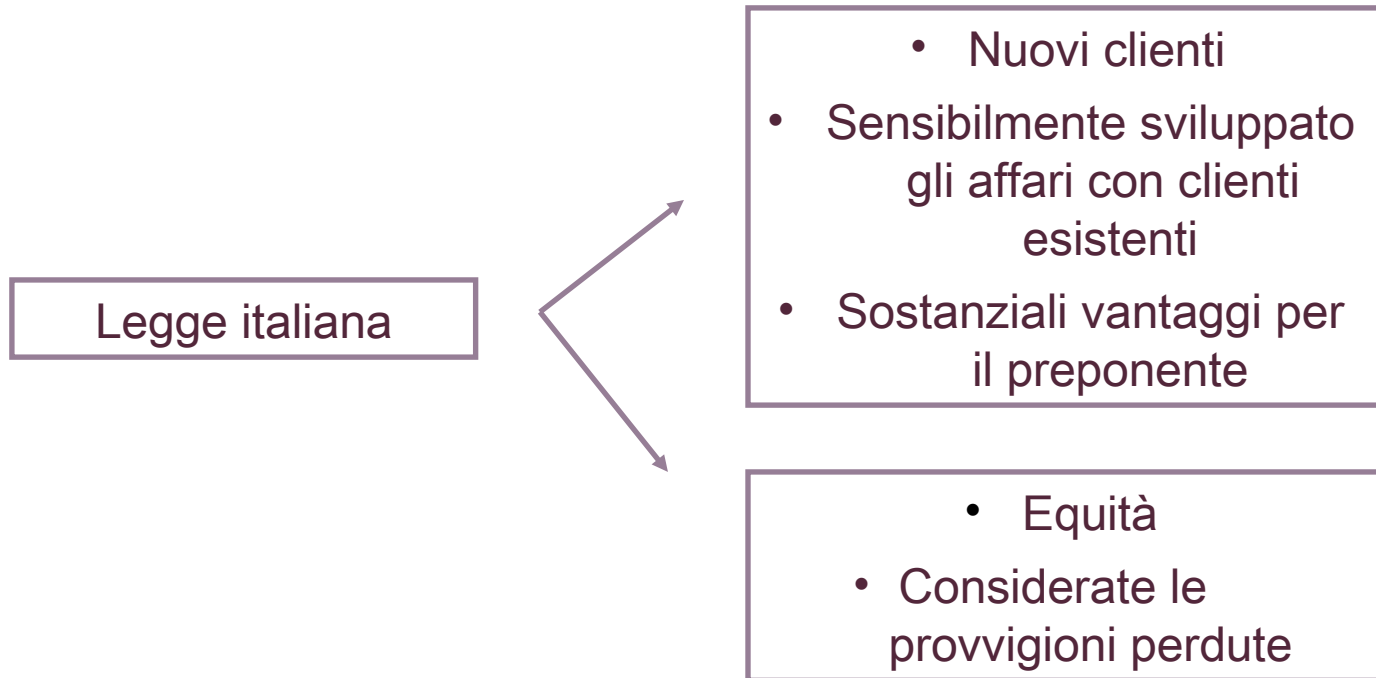 Legge italiana
• Nuovi clienti
• Sensibilmente sviluppato
gli affari con clienti
esistenti
• Sostanziali vantaggi per
il preponente
• Equità
• Considerate le
provvigioni perdute